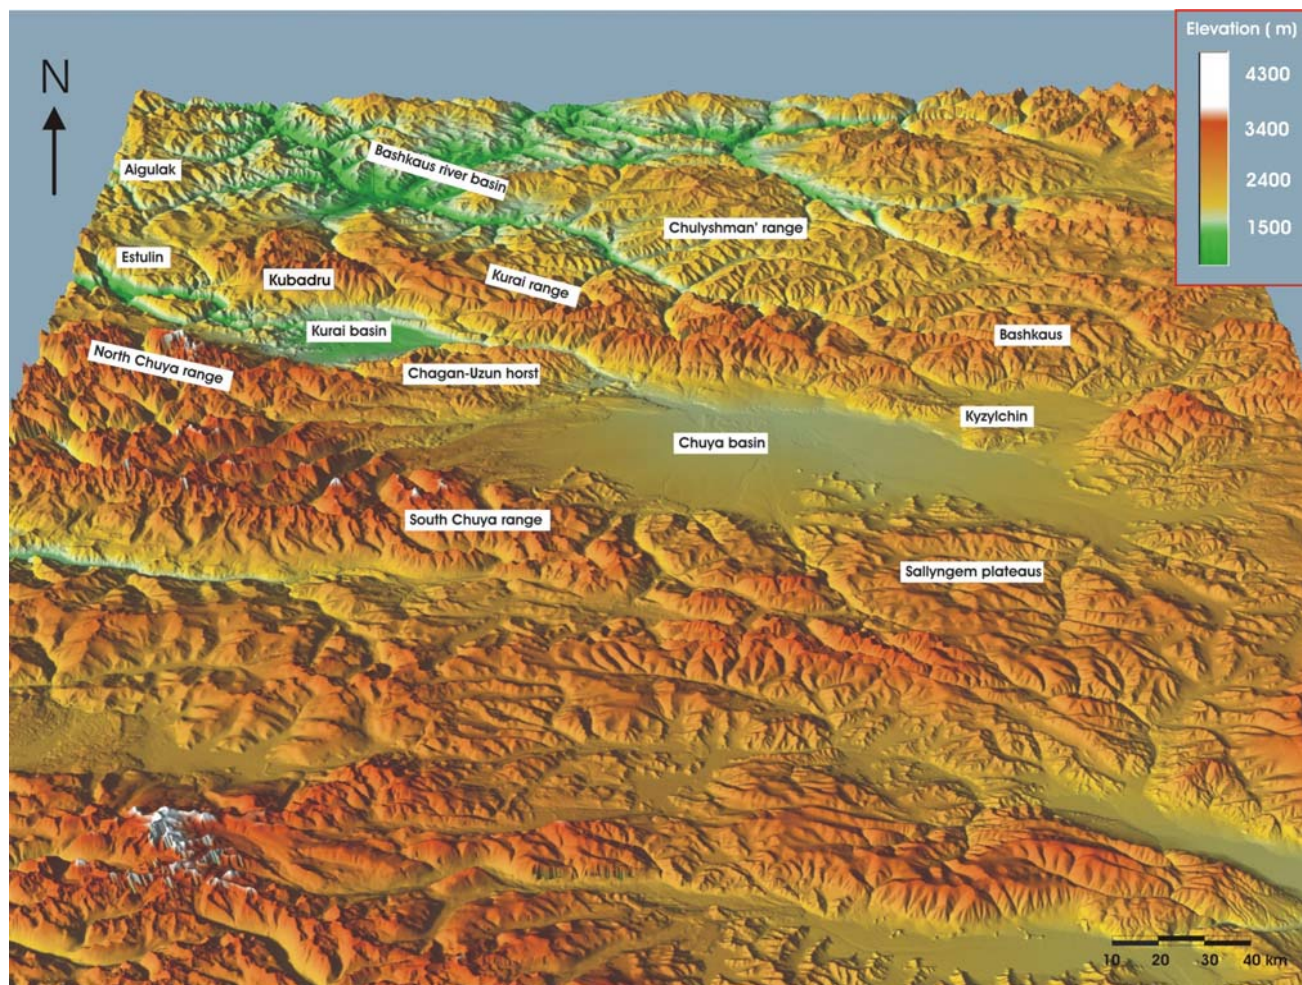 Elevation ( m)
4300
3400
2400
1500
N
Aigulak
Bashkaus river basin
Chulyshman' range
Estulin
Kubadru
Kurai range
Kurai basin
Bashkaus
North Chuya range
Chagan-Uzun horst
Kyzylchin
Chuya basin
South Chuya range
Sallyngem plateaus
10 20 30 40 km